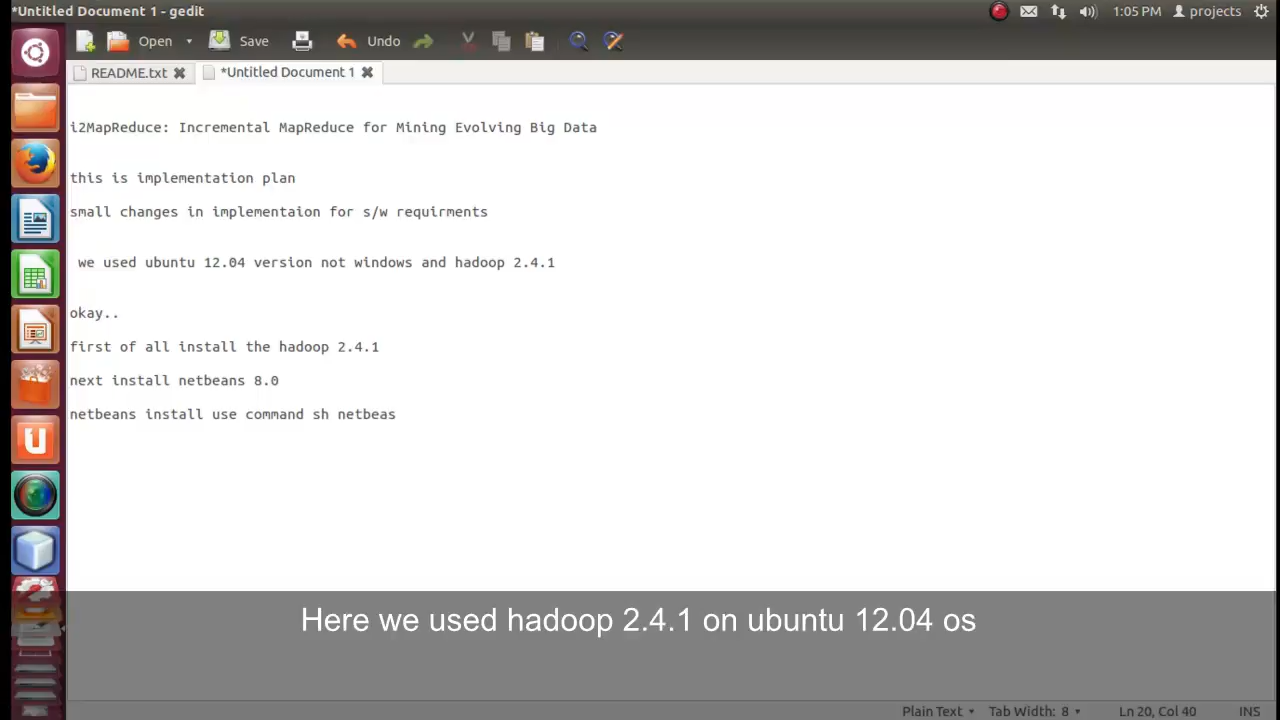 *Untitled Document 1 - gedit
1:05 PM projects
Open Save Undo
README.txt *Untitled Document 1
i2MapReduce: Incremental MapReduce for Mining Evolving Big Data
this is implementation plan
small changes in implementaion for s/w requirments
we used ubuntu 12.04 version not windows and hadoop 2.4.1
okay..
first of all install the hadoop 2.4.1
next install netbeans 8.0
netbeans install use command sh netbeas
Here we used hadoop 2.4.1 on ubuntu 12.04 os
Plain Text Tab Width: 8 Ln 20, Col 40 INS